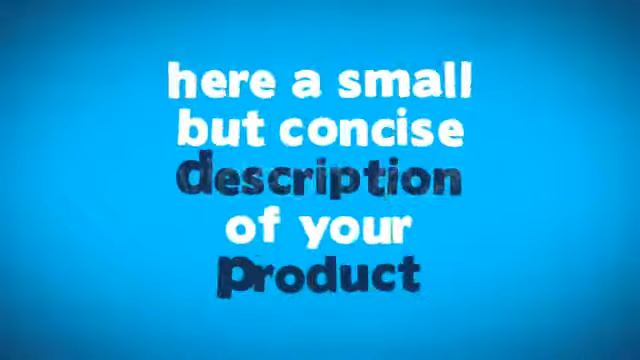 here a small
but concise
description
of your
product